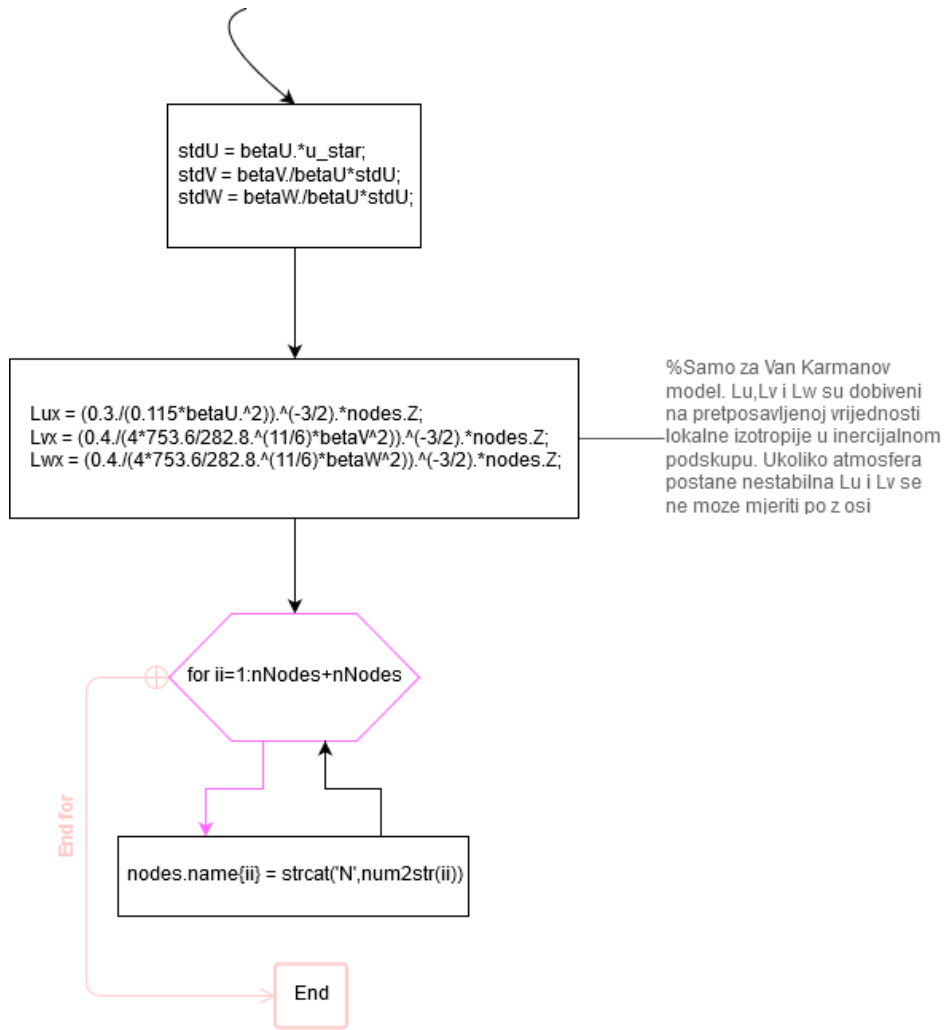 stdU = betaU.*u_star;
stdV = betaV./betaU*stdU;
stdW = betaW./betaU*stdU;
Lux = (0.3./(0.115*betaU.^2)).^(-3/2).*nodes.Z;
Lvx = (0.4./(4*753.6/282.8.^(11/6)*betaV^2)).^(-3/2).*nodes.Z;
Lwx = (0.4./(4*753.6/282.8.^(11/6)*betaW^2)).^(-3/2).*nodes.Z;
%Samo za Van Karmanov
model. Lu,Lv i Lw su dobiveni
na pretposavljenoj vrijednosti
lokalne izotropije u inercijalnom
podskupu. Ukoliko atmosfera
postane nestabilna Lu i Lv se
ne moze mjeriti po z osi
for ii=1:nNodes+nNodes
End for
nodes.name{ii} = strcat('N',num2str(ii))
End